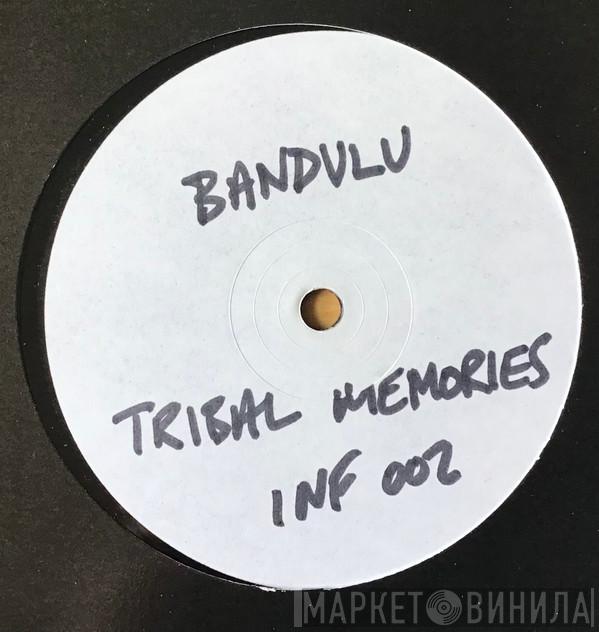 BANDULU
TRIBAL MEMORIES
INF 002
МАРКЕТ ВИНИЛА